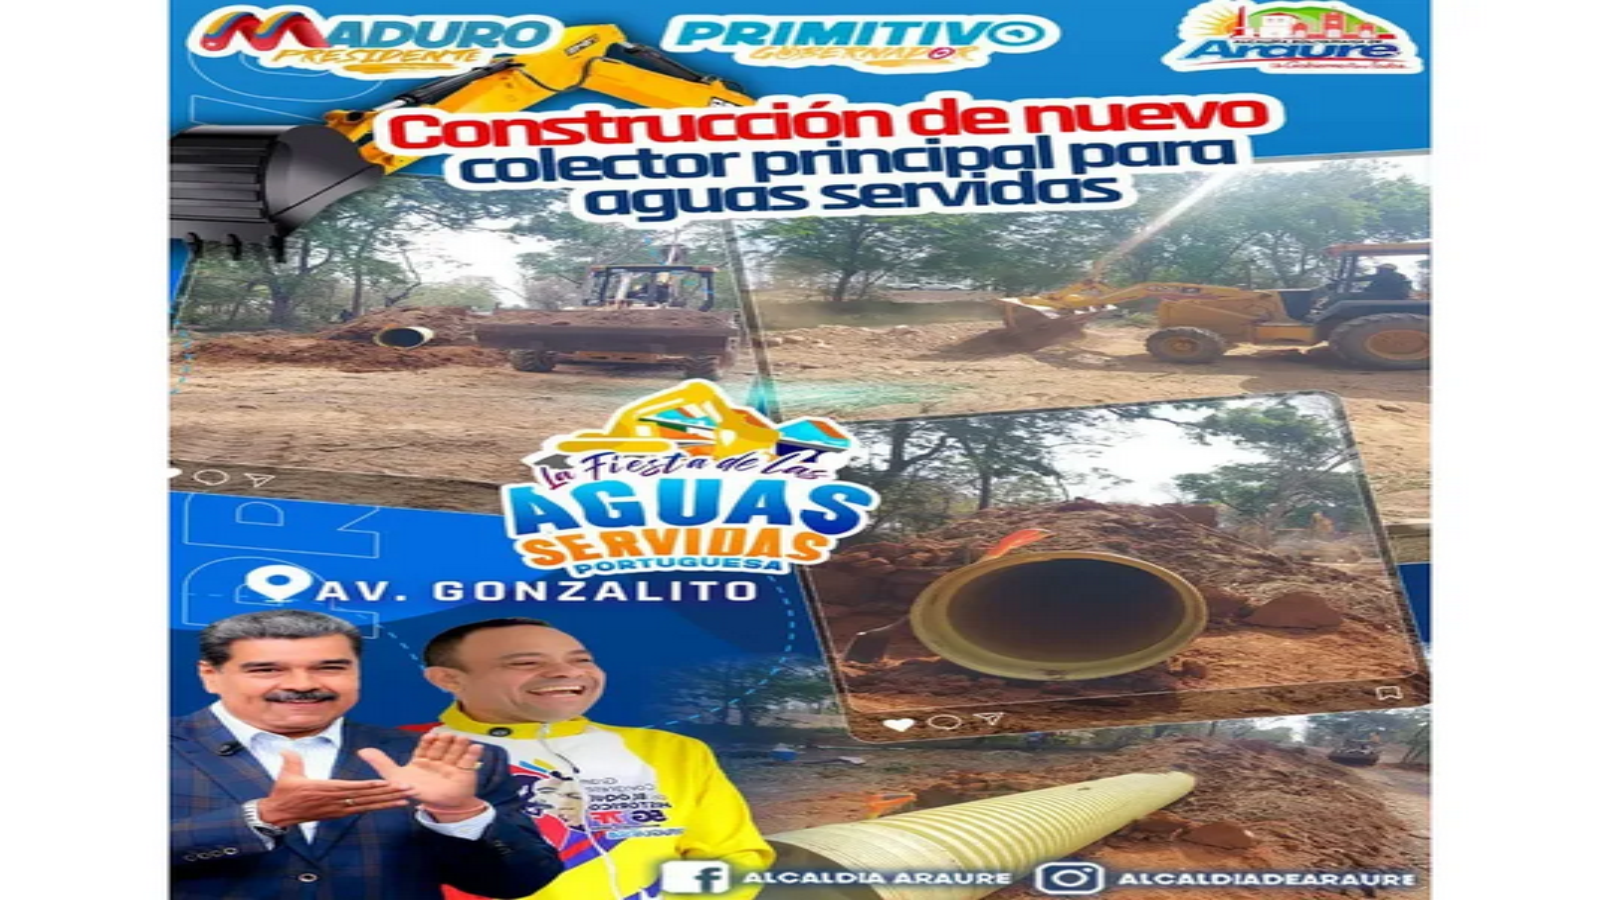 MADURO
PRESIDENTE
PRIMITIVO
GOBERNADOR
Araure
Construcción de nuevo
colector principal para
aguas servidas
La Fiesta de las
AGUAS
SERVIDAS
PORTUGUESA
AV. GONZALITO
ALCALDIA ARAURE
ALCALDIADEARAURE